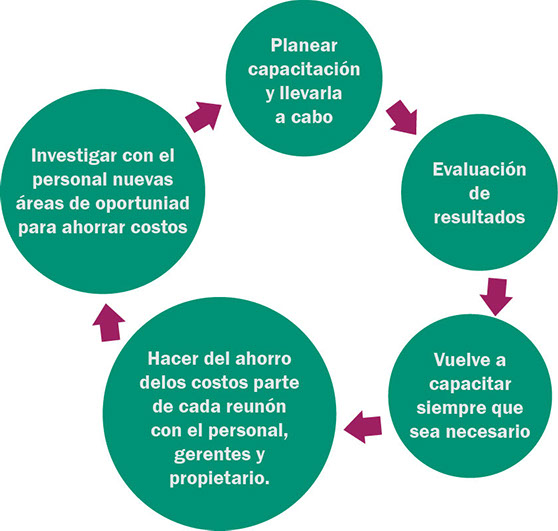 Planear
capacitación
y llevarla
a cabo
Evaluación
de
resultados
Vuelve a
capacitar
siempre que
sea necesario
Hacer del ahorro
delos costos parte
de cada reunón
con el personal,
gerentes y
propietario.
Investigar con el
personal nuevas
áreas de oportuniad
para ahorrar costos